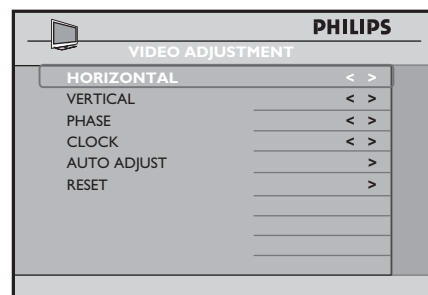 PHILIPS
VIDEO ADJUSTMENT
HORIZONTAL < >
VERTICAL < >
PHASE < >
CLOCK < >
AUTO ADJUST >
RESET >